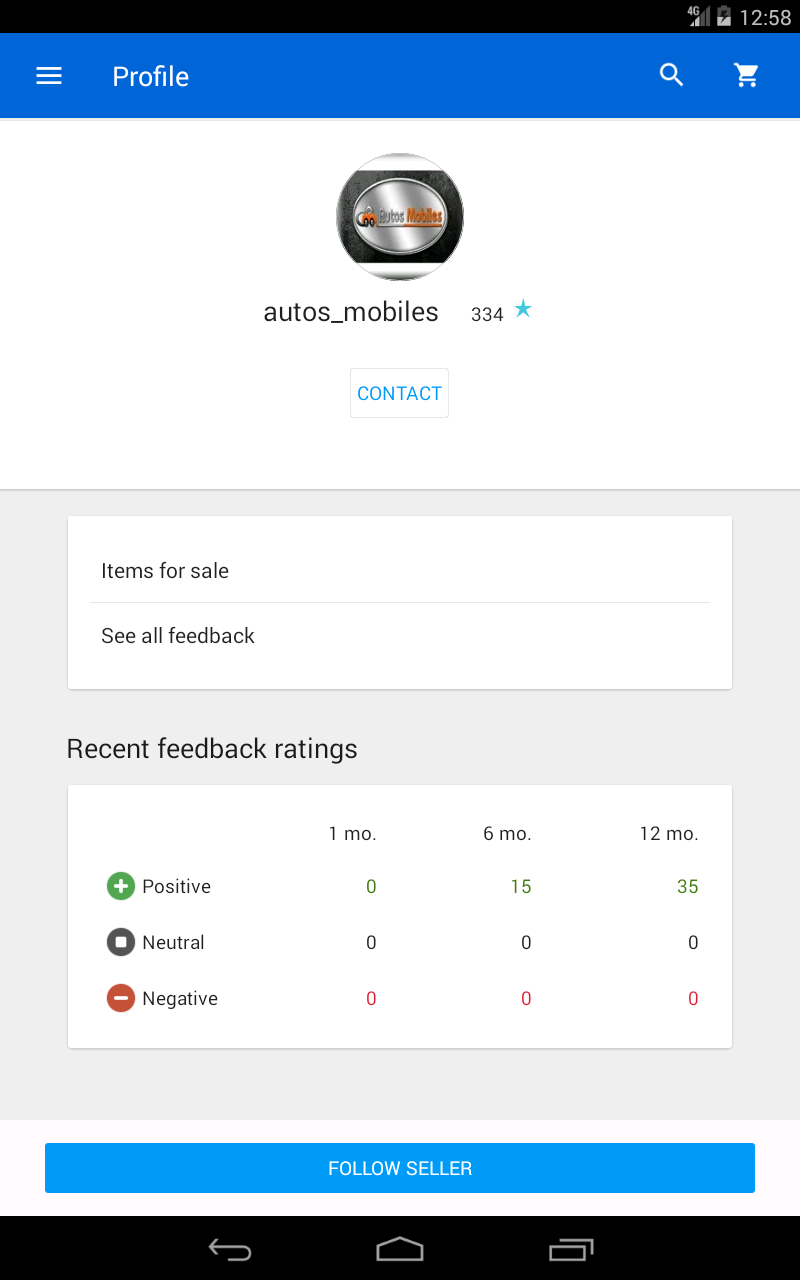 4G 12:58
Profile
Autos Mobiles
autos_mobiles 334
CONTACT
Items for sale
See all feedback
Recent feedback ratings
1 mo. 6 mo. 12 mo.
Positive 0 15 35
Neutral 0 0 0
Negative 0 0 0
FOLLOW SELLER